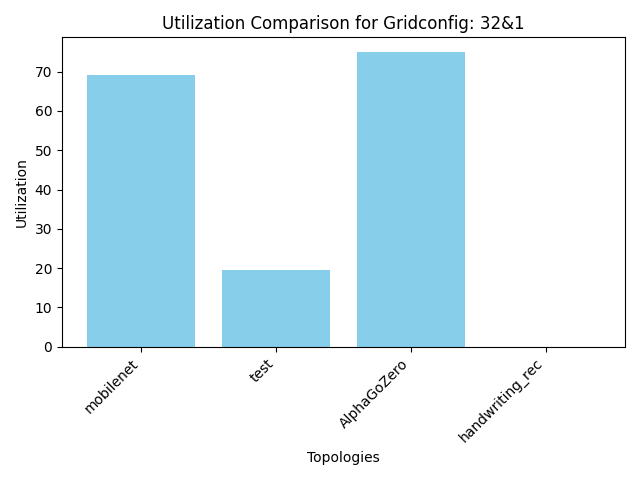 Utilization Comparison for Gridconfig: 32&1
Utilization
70
60
50
40
30
20
10
0
mobilenet
test
AlphaGoZero
handwriting_rec
Topologies